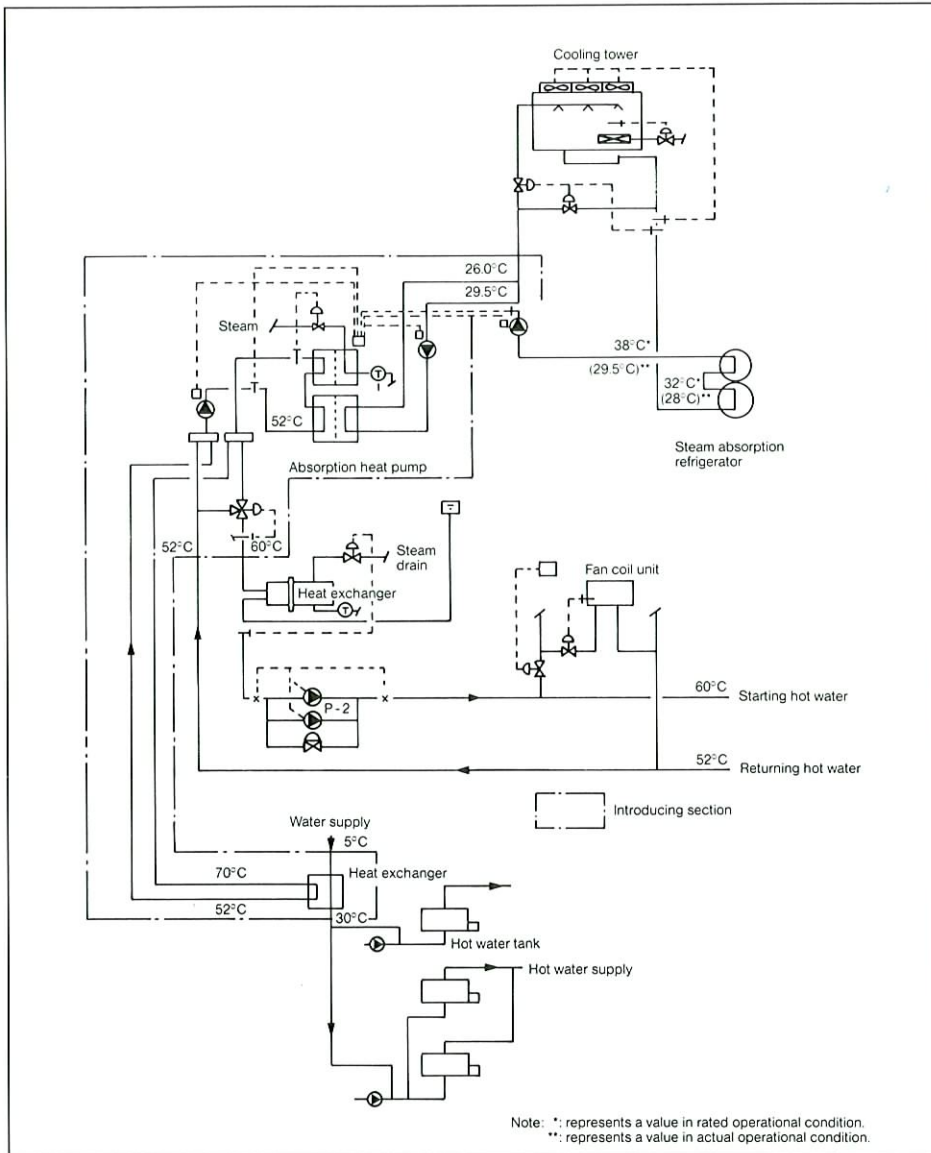 Cooling tower
26.0°C
29.5°C
Steam
T
38°C*
(29.5°C)**
32°C*
(28°C)**
52°C
Steam absorption
refrigerator
Absorption heat pump
52°C
60°C
Steam
drain
Heat exchanger
T
Fan coil unit
P-2
60°C
Starting hot water
52°C
Returning hot water
Introducing section
Water supply
5°C
70°C
Heat exchanger
52°C
30°C
Hot water tank
Hot water supply
Note: *: represents a value in rated operational condition.
**: represents a value in actual operational condition.